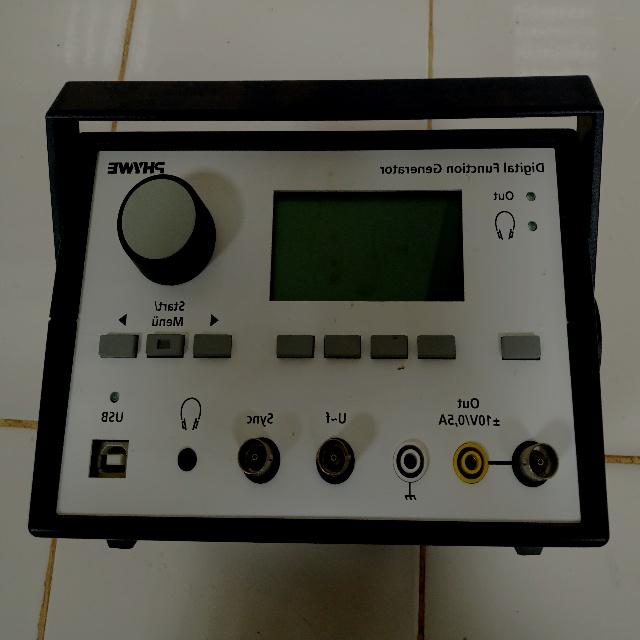 Digital Function Generator
PHYWE
Out
Start/
Menü
Out
±10V/0,5A
U~f
Sync
USB